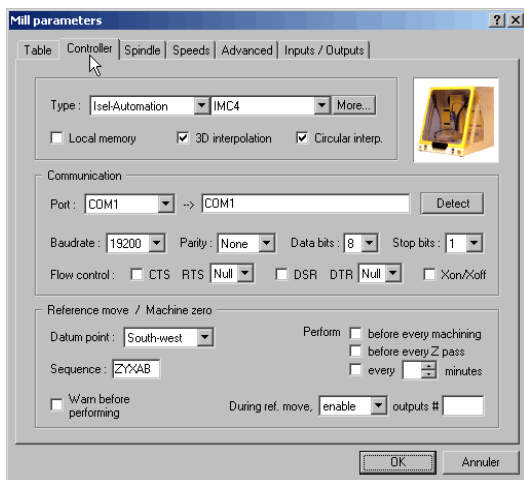 Mill parameters
Table Controller Spindle Speeds Advanced Inputs / Outputs
Type : Isel-Automation IMC4 More...
Local memory 3D interpolation Circular interp.
Communication
Port : COM1 --> COM1 Detect
Baudrate : 19200 Parity : None Data bits : 8 Stop bits : 1
Flow control : CTS RTS Null DSR DTR Null Xon/Xoff
Reference move / Machine zero
Datum point : South-west Perform before every machining
before every Z pass
Sequence : ZYXAB every minutes
Warn before
performing During ref. move, enable outputs #
OK Annuler